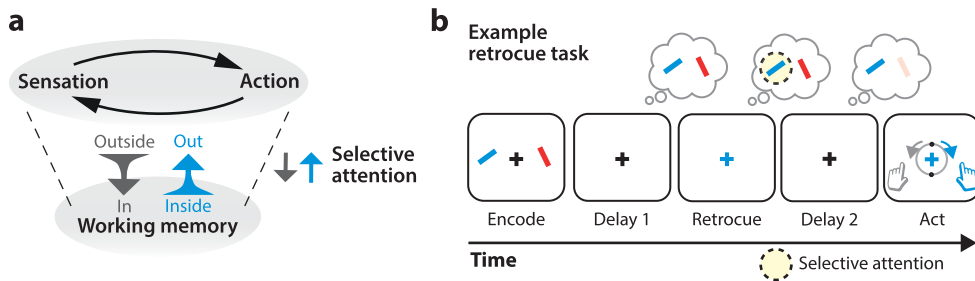 a
Sensation
Action
Outside
Out
In
Inside
Working memory
Selective
attention
b
Example
retrocue task
Encode
Delay 1
Retrocue
Delay 2
Act
Time
Selective attention